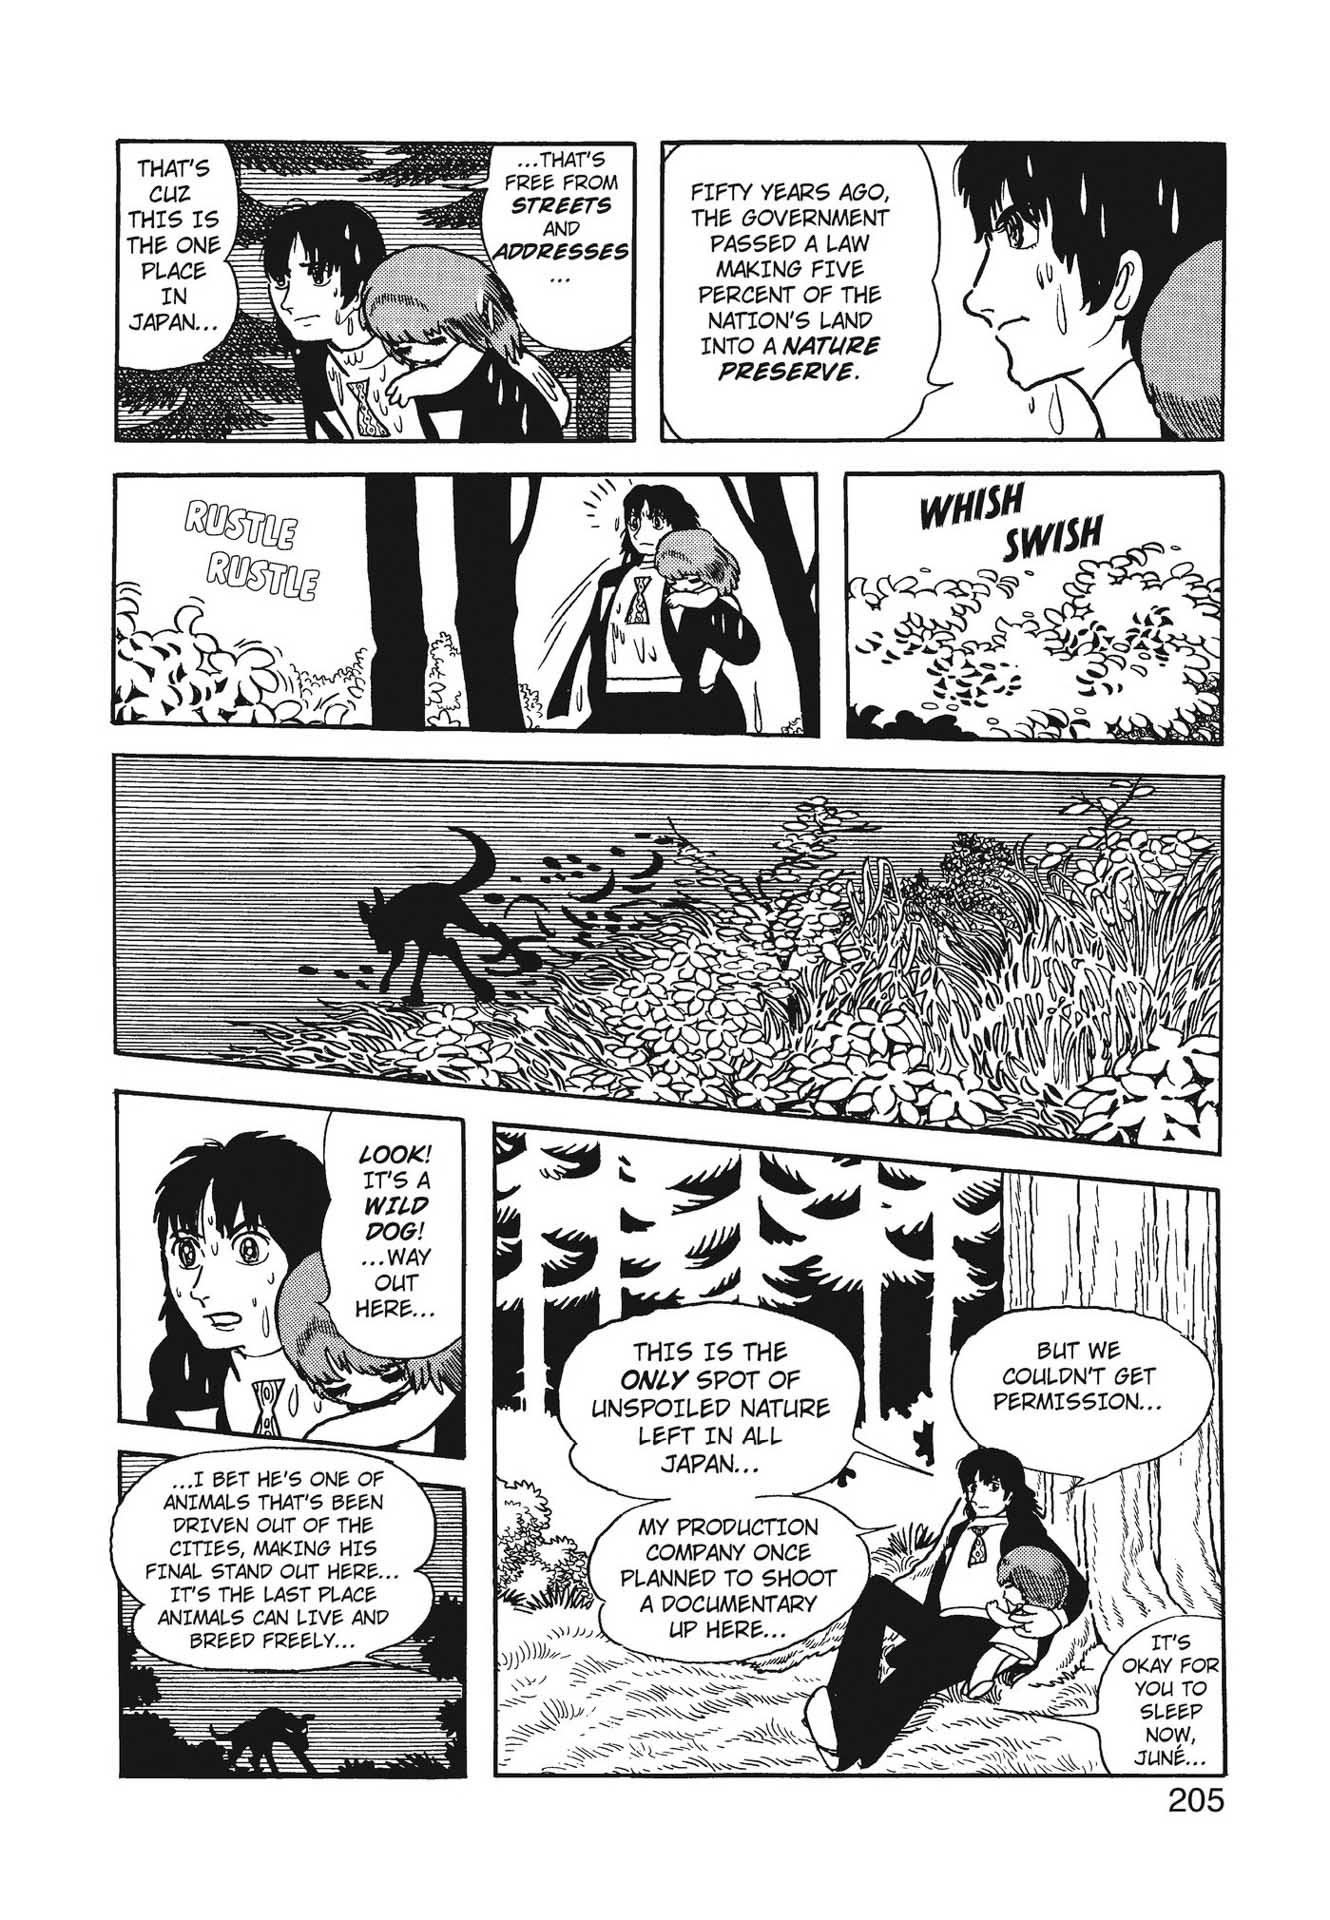 THAT'S
CUZ
THIS IS
THE ONE
PLACE
IN
JAPAN...
...THAT'S
FREE FROM
STREETS
AND
ADDRESSES
...
FIFTY YEARS AGO,
THE GOVERNMENT
PASSED A LAW
MAKING FIVE
PERCENT OF THE
NATION'S LAND
INTO A NATURE
PRESERVE.
RUSTLE
RUSTLE
WHISH
SWISH
LOOK!
IT'S A
WILD
DOG!
...WAY
OUT
HERE...
...I BET HE'S ONE OF
ANIMALS THAT'S BEEN
DRIVEN OUT OF THE
CITIES, MAKING HIS
FINAL STAND OUT HERE...
IT'S THE LAST PLACE
ANIMALS CAN LIVE AND
BREED FREELY...
THIS IS THE
ONLY SPOT OF
UNSPOILED NATURE
LEFT IN ALL
JAPAN...
MY PRODUCTION
COMPANY ONCE
PLANNED TO SHOOT
A DOCUMENTARY
UP HERE...
BUT WE
COULDN'T GET
PERMISSION...
IT'S
OKAY FOR
YOU TO
SLEEP
NOW,
JUNÉ...
205